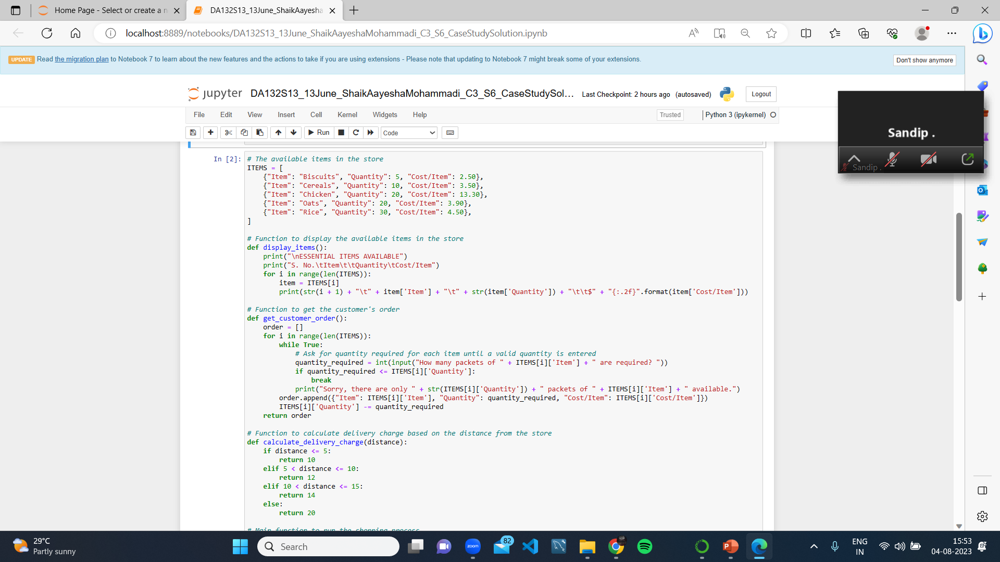 Home Page - Select or create a n
DA132S13_13June_ShaikAayesha
localhost:8889/notebooks/DA132S13_13June_ShaikAayeshaMohammadi_C3_S6_CaseStudySolution.ipynb
UPDATE Read the migration plan to Notebook 7 to learn about the new features and the actions to take if you are using extensions - Please note that updating to Notebook 7 might break some of your extensions.
Don't show anymore
jupyter DA132S13_13June_ShaikAayeshaMohammadi_C3_S6_CaseStudySol... Last Checkpoint: 2 hours ago (autosaved)
Logout
File Edit View Insert Cell Kernel Widgets Help
Trusted Python 3 (ipykernel)
Run Code
Sandip .
Sandip .
In [2]:
# The available items in the store
ITEMS = [
    {"Item": "Biscuits", "Quantity": 5, "Cost/Item": 2.50},
    {"Item": "Cereals", "Quantity": 10, "Cost/Item": 3.50},
    {"Item": "Chicken", "Quantity": 20, "Cost/Item": 13.30},
    {"Item": "Oats", "Quantity": 20, "Cost/Item": 3.90},
    {"Item": "Rice", "Quantity": 30, "Cost/Item": 4.50},
]
# Function to display the available items in the store
def display_items():
    print("\nESSENTIAL ITEMS AVAILABLE")
    print("S. No.\tItem\t\tQuantity\tCost/Item")
    for i in range(len(ITEMS)):
        item = ITEMS[i]
        print(str(i + 1) + "\t" + item['Item'] + "\t" + str(item['Quantity']) + "\t\t$" + "{:.2f}".format(item['Cost/Item']))
# Function to get the customer's order
def get_customer_order():
    order = []
    for i in range(len(ITEMS)):
        while True:
            # Ask for quantity required for each item until a valid quantity is entered
            quantity_required = int(input("How many packets of " + ITEMS[i]['Item'] + " are required? "))
            if quantity_required <= ITEMS[i]['Quantity']:
                break
            print("Sorry, there are only " + str(ITEMS[i]['Quantity']) + " packets of " + ITEMS[i]['Item'] + " available.")
        order.append({"Item": ITEMS[i]['Item'], "Quantity": quantity_required, "Cost/Item": ITEMS[i]['Cost/Item']})
        ITEMS[i]['Quantity'] -= quantity_required
    return order
# Function to calculate delivery charge based on the distance from the store
def calculate_delivery_charge(distance):
    if distance <= 5:
        return 10
    elif 5 < distance <= 10:
        return 12
    elif 10 < distance <= 15:
        return 14
    else:
        return 20
# Main function to run the shopping process
29°C
Partly sunny
Search
zoom
82
ENG
IN
15:53
04-08-2023